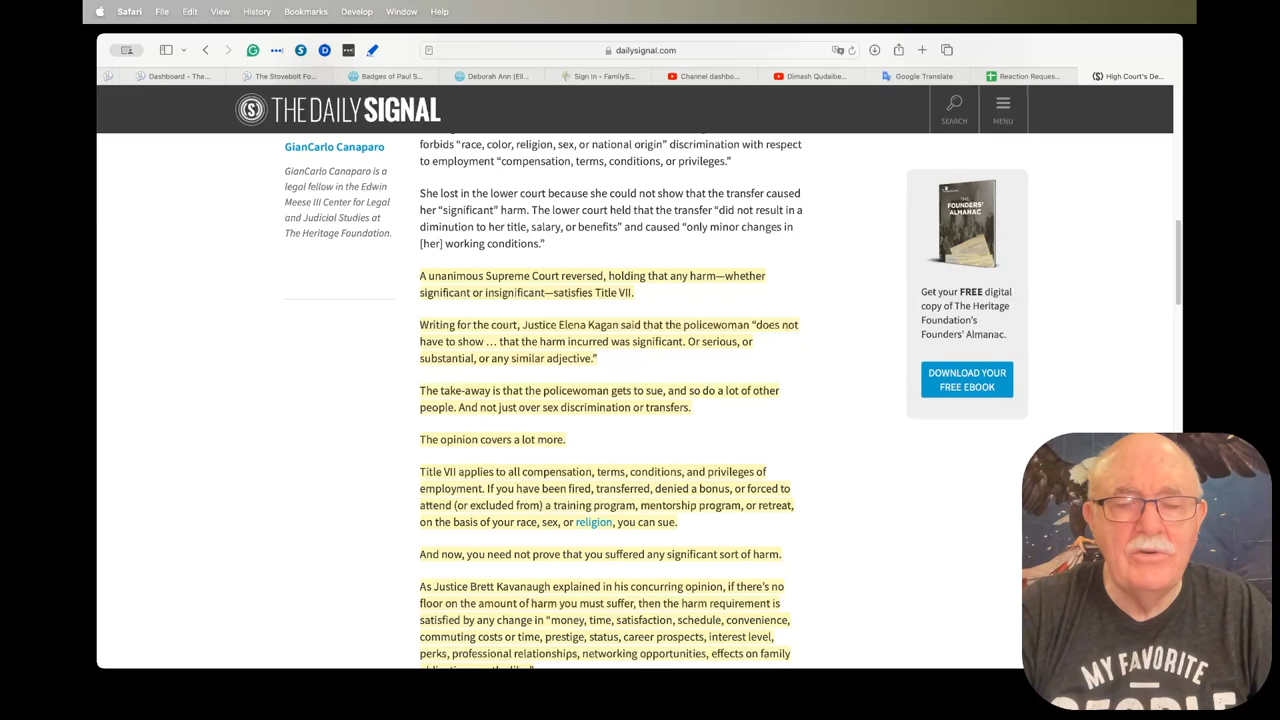 Safari File Edit View History Bookmarks Develop Window Help
dailysignal.com
Dashboard - The... The Stovebolt Fo... Badges of Paul S... Deborah Ann (Ell... Sign In • FamilyS... Channel dashbo... Dimash Qudaibe... Google Translate Reaction Reques... High Court's De...
THE DAILY SIGNAL
SEARCH
MENU
GianCarlo Canaparo
GianCarlo Canaparo is a
legal fellow in the Edwin
Meese III Center for Legal
and Judicial Studies at
The Heritage Foundation.
forbids “race, color, religion, sex, or national origin” discrimination with respect
to employment “compensation, terms, conditions, or privileges.”
She lost in the lower court because she could not show that the transfer caused
her “significant” harm. The lower court held that the transfer “did not result in a
diminution to her title, salary, or benefits” and caused “only minor changes in
[her] working conditions.”
A unanimous Supreme Court reversed, holding that any harm—whether
significant or insignificant—satisfies Title VII.
Writing for the court, Justice Elena Kagan said that the policewoman “does not
have to show … that the harm incurred was significant. Or serious, or
substantial, or any similar adjective.”
The take-away is that the policewoman gets to sue, and so do a lot of other
people. And not just over sex discrimination or transfers.
The opinion covers a lot more.
Title VII applies to all compensation, terms, conditions, and privileges of
employment. If you have been fired, transferred, denied a bonus, or forced to
attend (or excluded from) a training program, mentorship program, or retreat,
on the basis of your race, sex, or religion, you can sue.
And now, you need not prove that you suffered any significant sort of harm.
As Justice Brett Kavanaugh explained in his concurring opinion, if there’s no
floor on the amount of harm you must suffer, then the harm requirement is
satisfied by any change in “money, time, satisfaction, schedule, convenience,
commuting costs or time, prestige, status, career prospects, interest level,
perks, professional relationships, networking opportunities, effects on family
THE
FOUNDERS'
ALMANAC
Get your FREE digital
copy of The Heritage
Foundation's
Founders' Almanac.
DOWNLOAD YOUR
FREE EBOOK
MY FAVORITE
PEOPLE